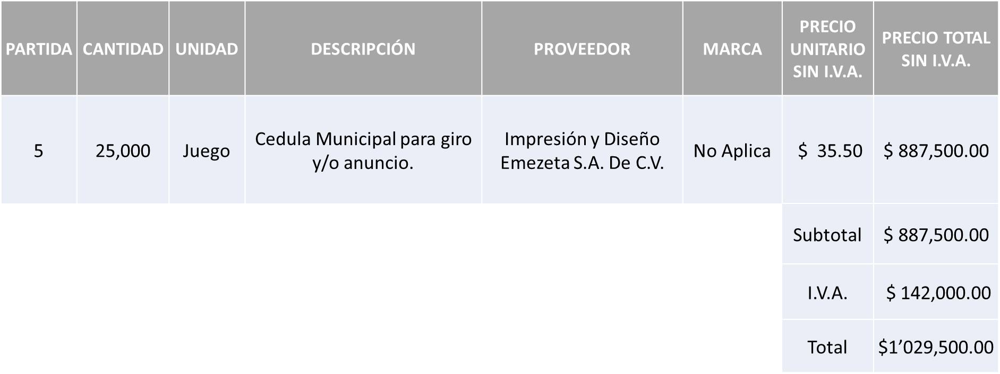 PARTIDA CANTIDAD UNIDAD DESCRIPCIÓN PROVEEDOR MARCA PRECIO UNITARIO SIN I.V.A. PRECIO TOTAL SIN I.V.A.
5 25,000 Juego Cedula Municipal para giro y/o anuncio. Impresión y Diseño Emezeta S.A. De C.V. No Aplica $ 35.50 $ 887,500.00
Subtotal $ 887,500.00
I.V.A. $ 142,000.00
Total $1’029,500.00